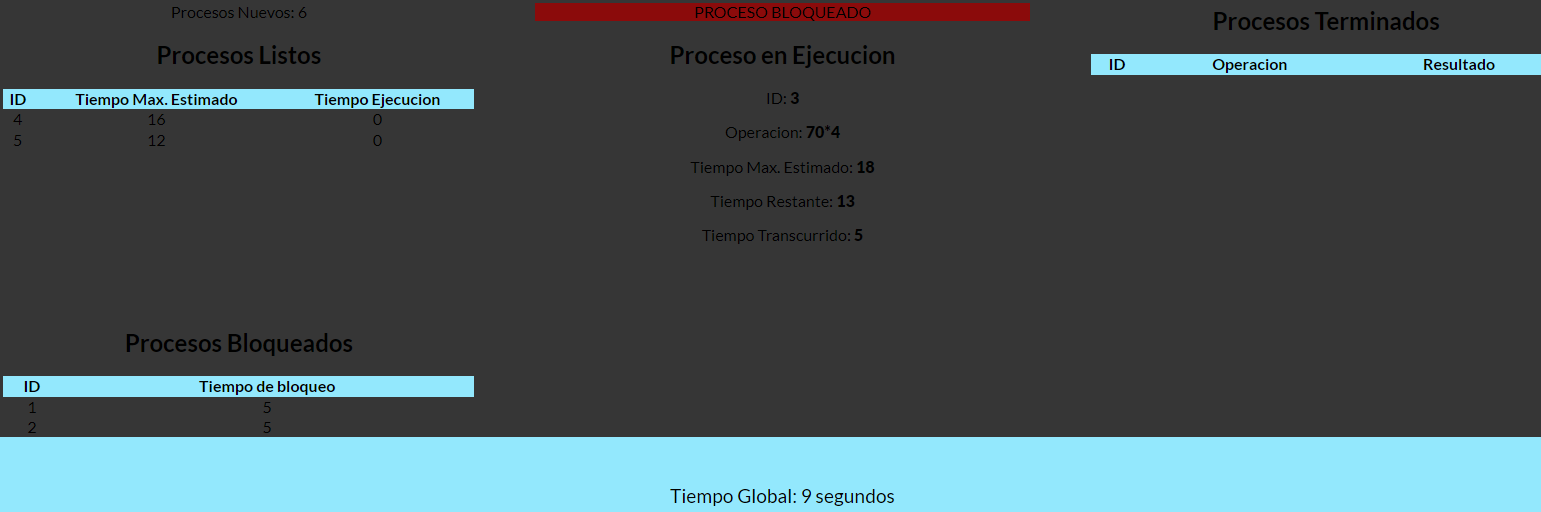 Procesos Nuevos: 6
Procesos Listos
ID Tiempo Max. Estimado Tiempo Ejecucion
4 16 0
5 12 0
Procesos Bloqueados
ID Tiempo de bloqueo
1 5
2 5
PROCESO BLOQUEADO
Proceso en Ejecucion
ID: 3
Operacion: 70*4
Tiempo Max. Estimado: 18
Tiempo Restante: 13
Tiempo Transcurrido: 5
Procesos Terminados
ID Operacion Resultado
Tiempo Global: 9 segundos